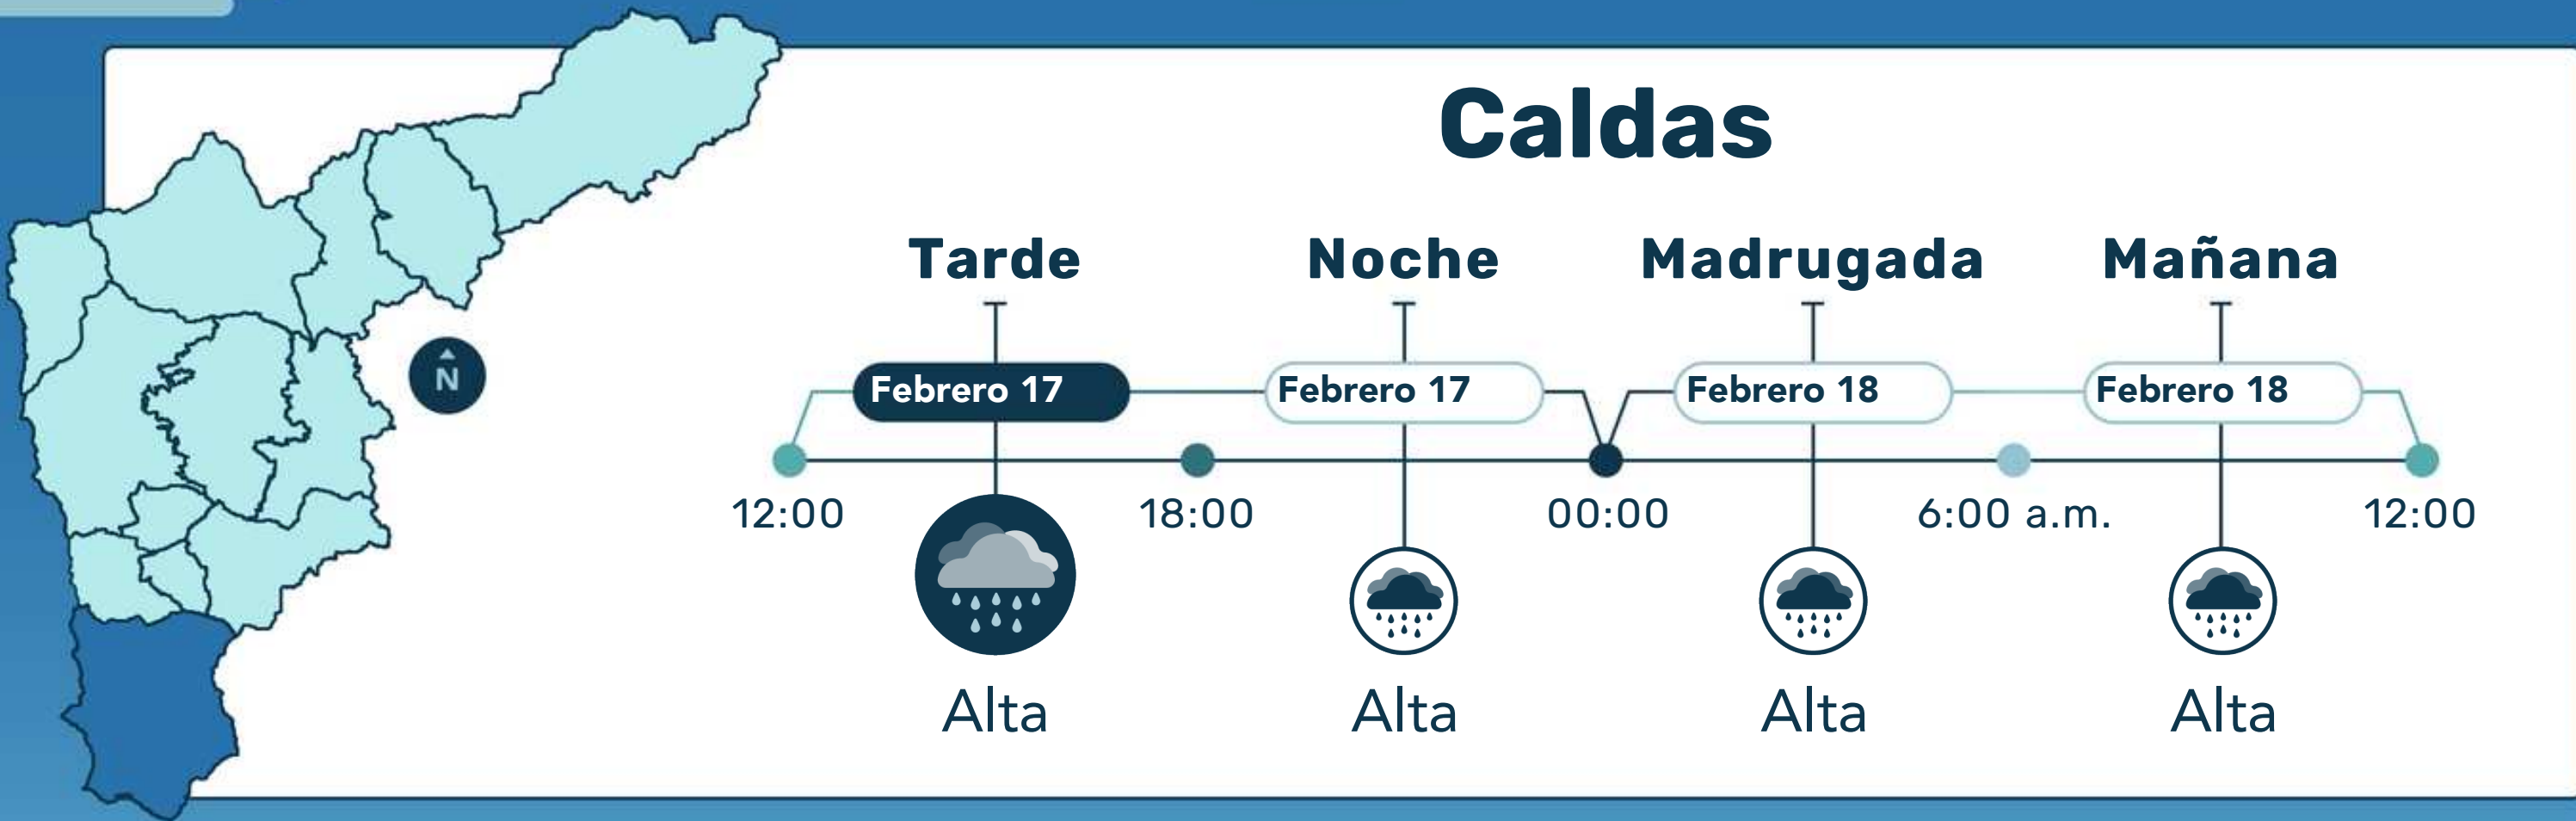 Caldas
Tarde
Noche
Madrugada
Mañana
Febrero 17
Febrero 17
Febrero 18
Febrero 18
N
12:00
18:00
00:00
6:00 a.m.
12:00
Alta
Alta
Alta
Alta